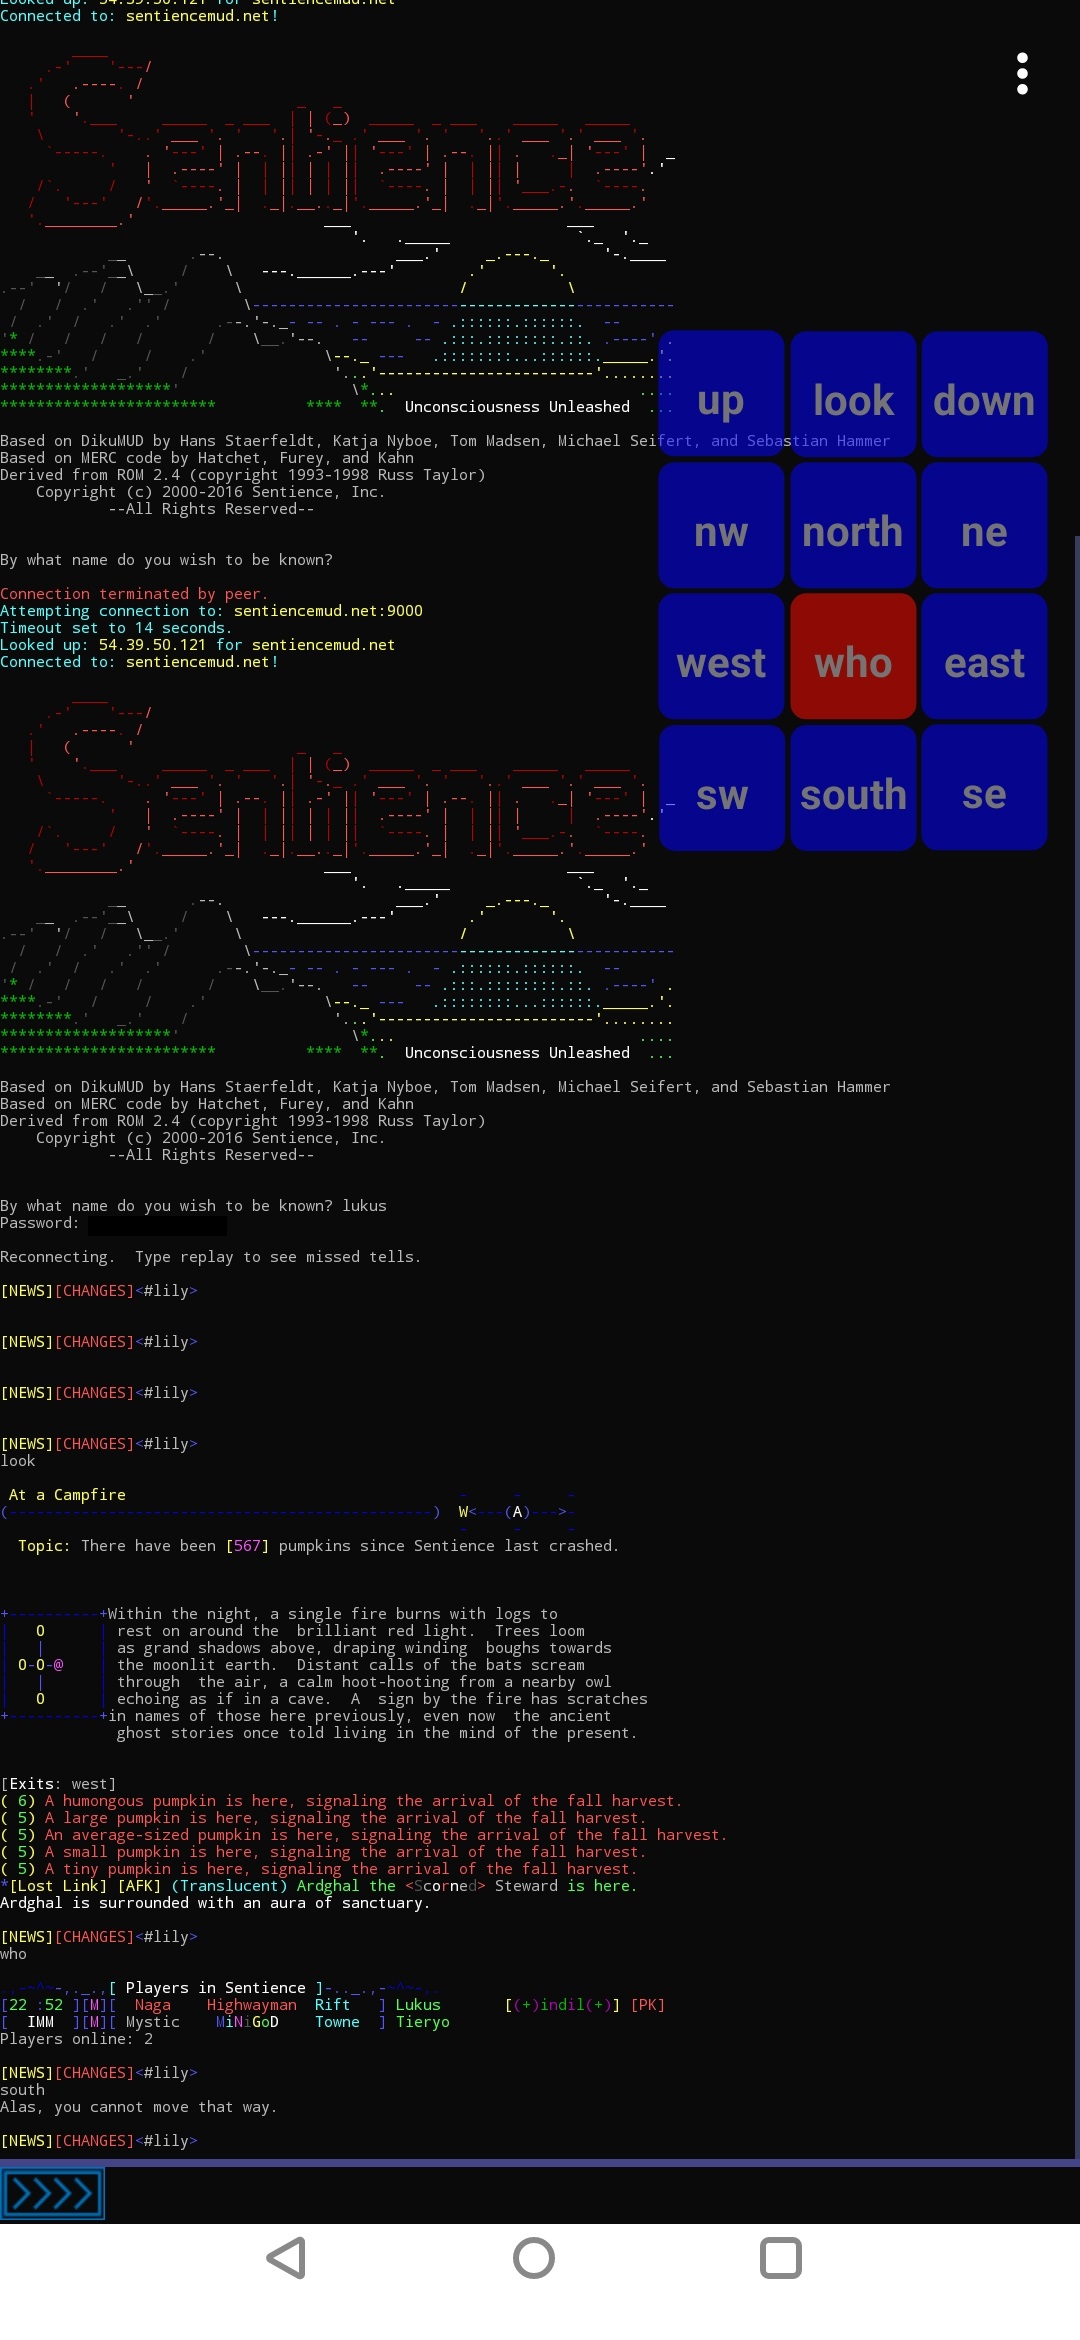 Looked up: 54.39.50.121 for sentiencemud.net
Connected to: sentiencemud.net!
Sentience
Unconsciousness Unleashed
Based on DikuMUD by Hans Staerfeldt, Katja Nyboe, Tom Madsen, Michael Seifert, and Sebastian Hammer
Based on MERC code by Hatchet, Furey, and Kahn
Derived from ROM 2.4 (copyright 1993-1998 Russ Taylor)
Copyright (c) 2000-2016 Sentience, Inc.
--All Rights Reserved--
By what name do you wish to be known?
Connection terminated by peer.
Attempting connection to: sentiencemud.net:9000
Timeout set to 14 seconds.
Looked up: 54.39.50.121 for sentiencemud.net
Connected to: sentiencemud.net!
up look down
nw north ne
west who east
sw south se
Sentience
Unconsciousness Unleashed
Based on DikuMUD by Hans Staerfeldt, Katja Nyboe, Tom Madsen, Michael Seifert, and Sebastian Hammer
Based on MERC code by Hatchet, Furey, and Kahn
Derived from ROM 2.4 (copyright 1993-1998 Russ Taylor)
Copyright (c) 2000-2016 Sentience, Inc.
--All Rights Reserved--
By what name do you wish to be known? lukus
Password:
Reconnecting.  Type replay to see missed tells.
[NEWS][CHANGES]<#lily>
[NEWS][CHANGES]<#lily>
[NEWS][CHANGES]<#lily>
[NEWS][CHANGES]<#lily>
look
At a Campfire
(-----------------------------------------------)  W<---(A)--->-
Topic: There have been [567] pumpkins since Sentience last crashed.
+----------+Within the night, a single fire burns with logs to
|   O      | rest on around the  brilliant red light.  Trees loom
|   |      | as grand shadows above, draping winding  boughs towards
| O-O-@    | the moonlit earth.  Distant calls of the bats scream
|   |      | through  the air, a calm hoot-hooting from a nearby owl
|   O      | echoing as if in a cave.  A  sign by the fire has scratches
+----------+in names of those here previously, even now  the ancient
ghost stories once told living in the mind of the present.
[Exits: west]
( 6) A humongous pumpkin is here, signaling the arrival of the fall harvest.
( 5) A large pumpkin is here, signaling the arrival of the fall harvest.
( 5) An average-sized pumpkin is here, signaling the arrival of the fall harvest.
( 5) A small pumpkin is here, signaling the arrival of the fall harvest.
( 5) A tiny pumpkin is here, signaling the arrival of the fall harvest.
*[Lost Link] [AFK] (Translucent) Ardghal the <Scorned> Steward is here.
Ardghal is surrounded with an aura of sanctuary.
[NEWS][CHANGES]<#lily>
who
.,-~^~-,._.,[ Players in Sentience ]-.._.,-~^~-,.
[22 :52 ][M][  Naga    Highwayman  Rift   ] Lukus       [(+)indil(+)] [PK]
[  IMM  ][M][ Mystic    MiNiGoD    Towne  ] Tieryo
Players online: 2
[NEWS][CHANGES]<#lily>
south
Alas, you cannot move that way.
[NEWS][CHANGES]<#lily>